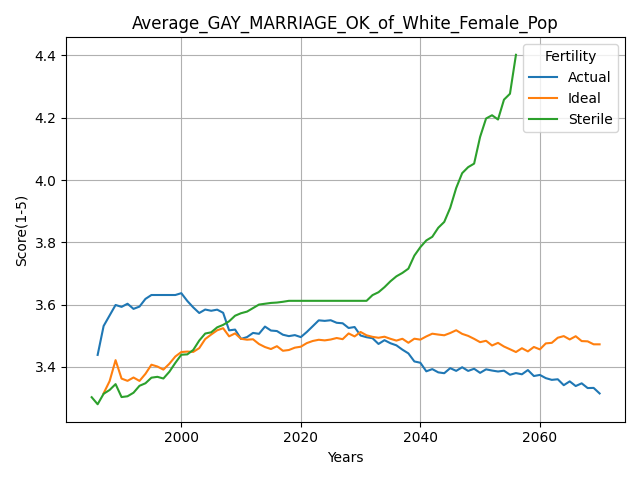 Average_GAY_MARRIAGE_OK_of_White_Female_Pop
Fertility
Actual
Ideal
Sterile
Score(1-5)
4.4
4.2
4.0
3.8
3.6
3.4
2000
2020
2040
2060
Years